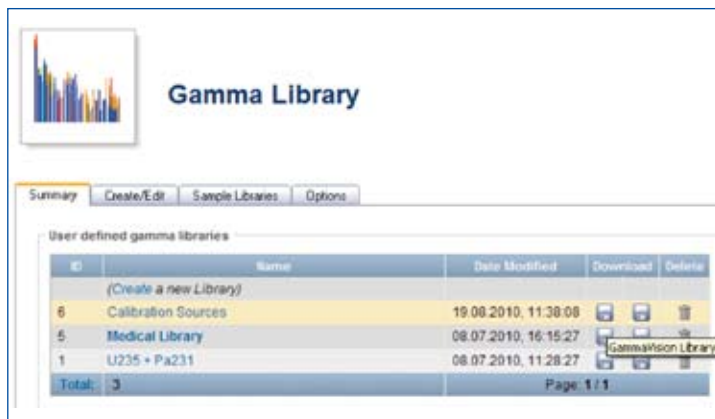 Gamma Library
Summary Create/Edit Sample Libraries Options
User defined gamma libraries
ID Name Date Modified Download Delete
(Create a new Library)
6 Calibration Sources 19.08.2010, 11:38:08
5 Medical Library 08.07.2010, 16:15:27
GammaVision Library
1 U235 + Pa231 08.07.2010, 11:28:27
Total: 3 Page: 1 / 1